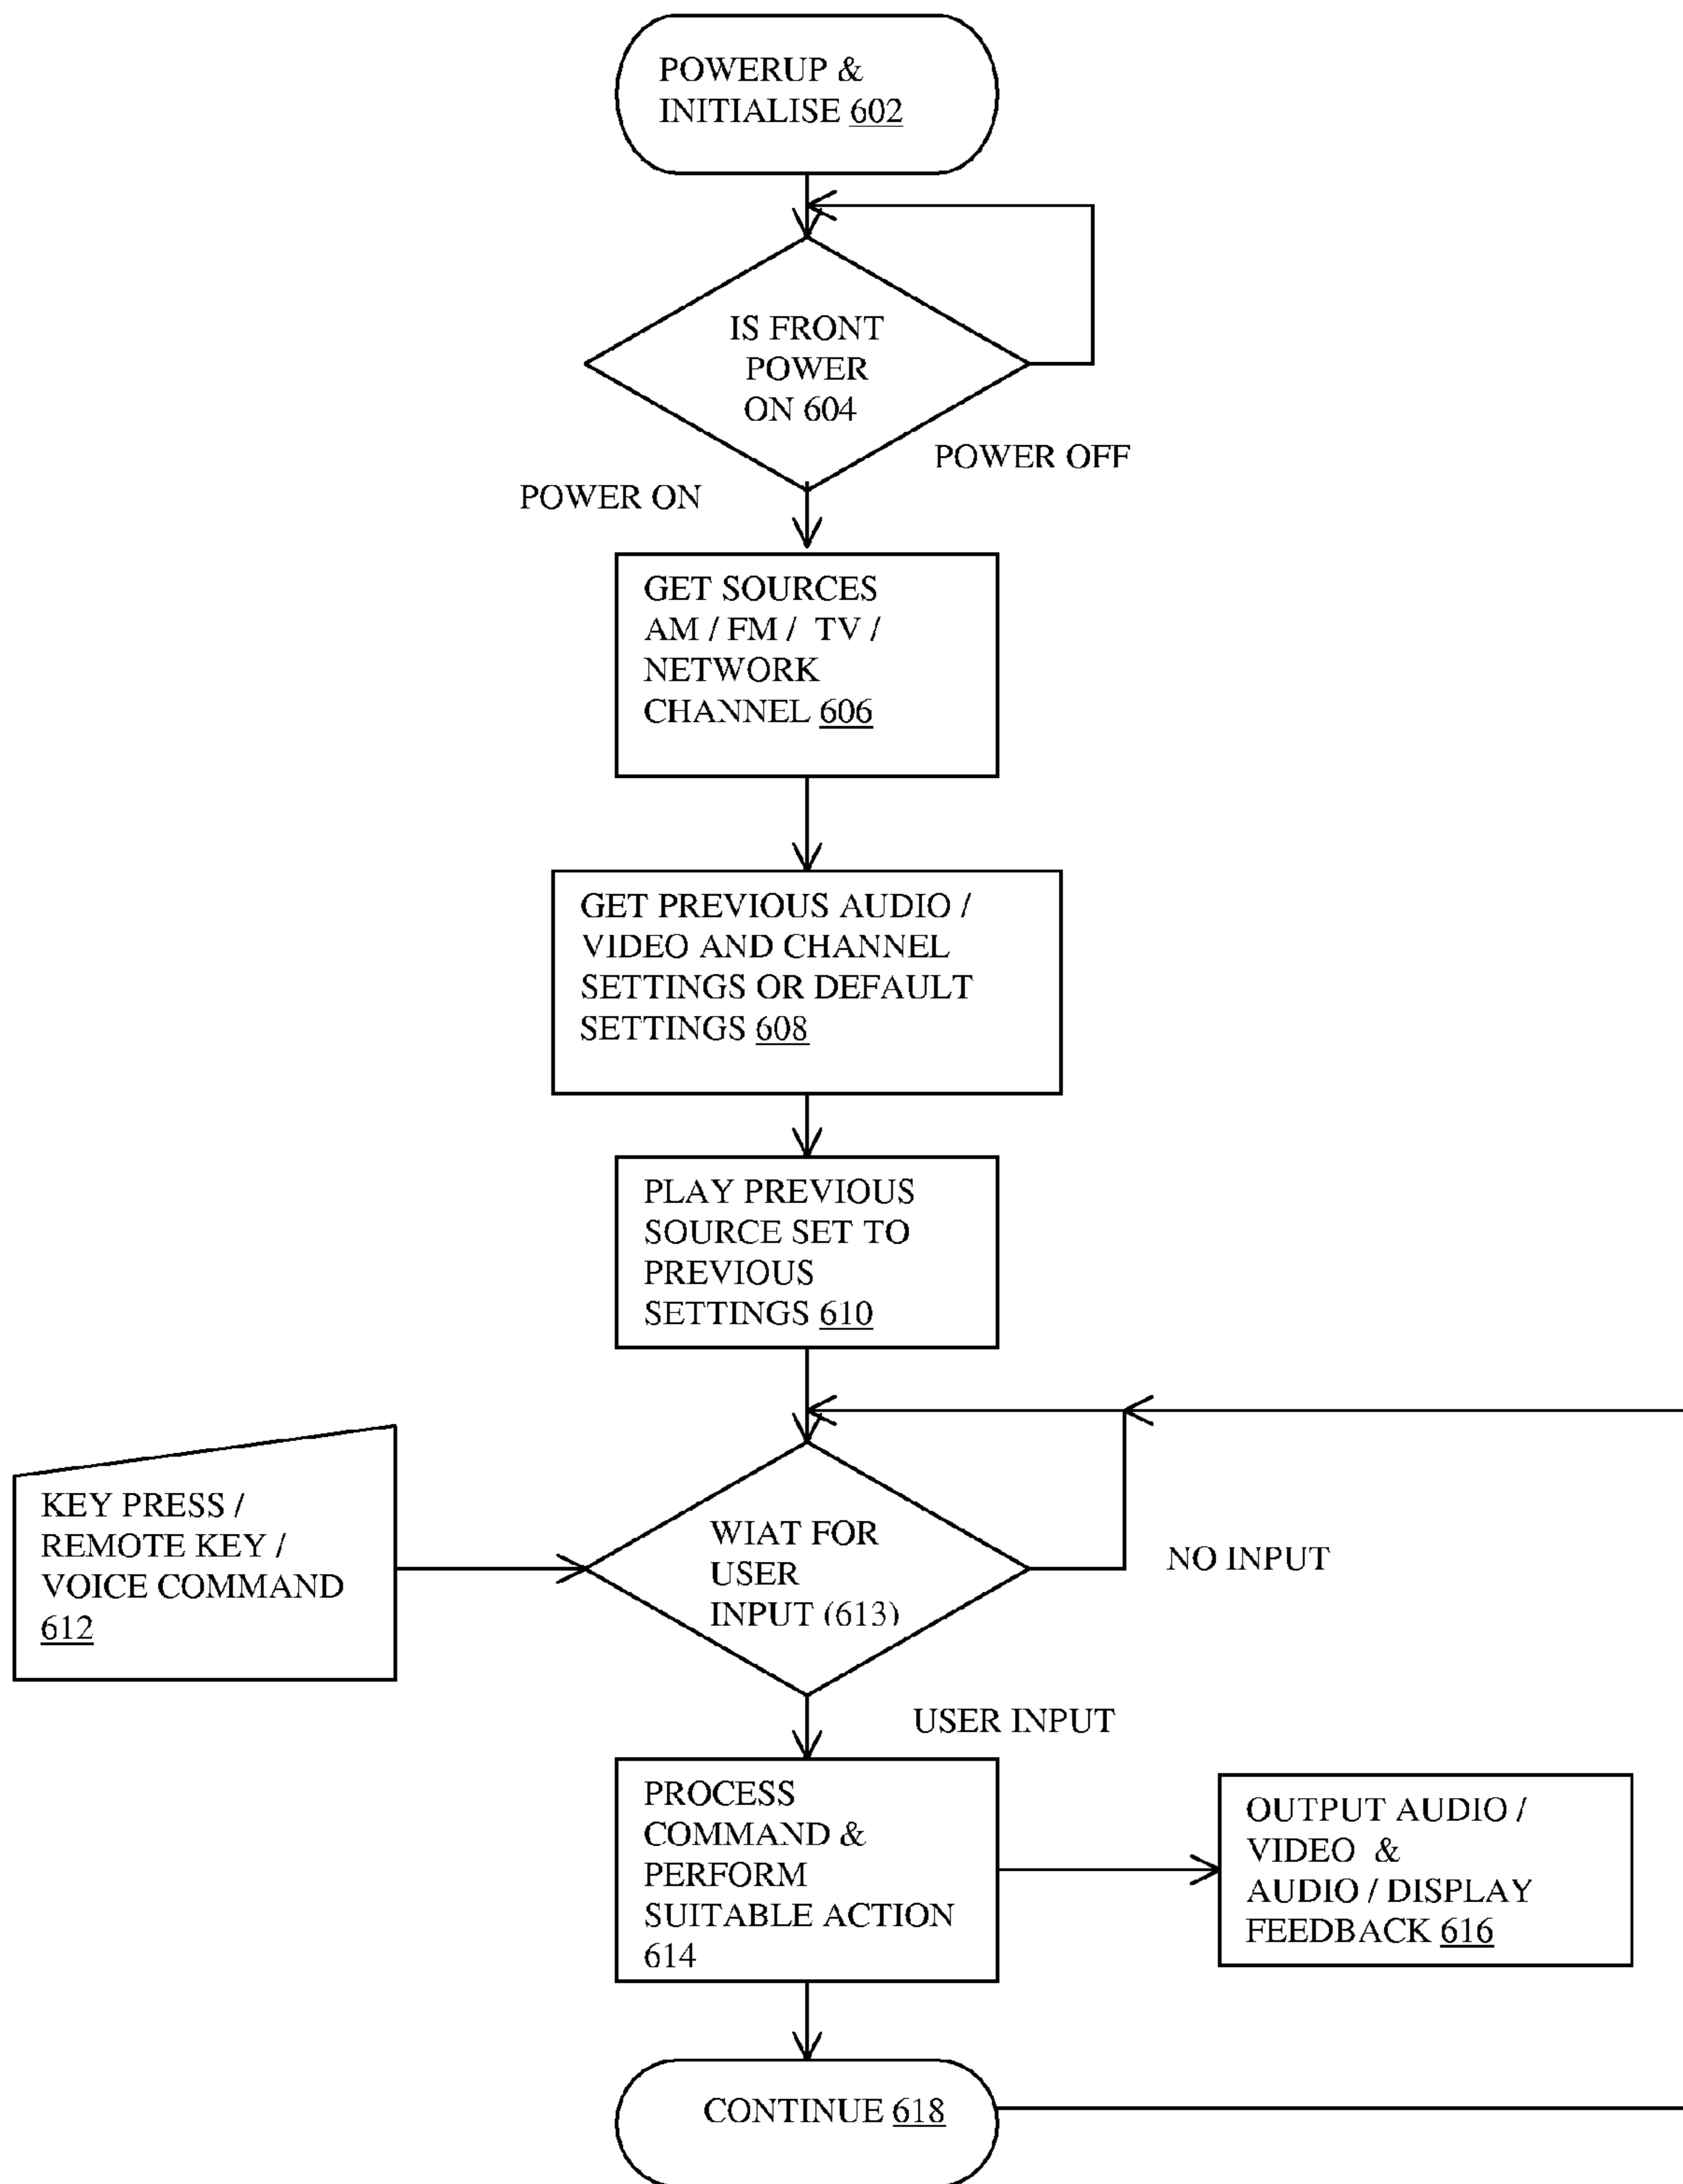 POWERUP &
INITIALISE 602
IS FRONT
POWER
ON 604
POWER OFF
POWER ON
GET SOURCES
AM / FM / TV /
NETWORK
CHANNEL 606
GET PREVIOUS AUDIO /
VIDEO AND CHANNEL
SETTINGS OR DEFAULT
SETTINGS 608
PLAY PREVIOUS
SOURCE SET TO
PREVIOUS
SETTINGS 610
KEY PRESS /
REMOTE KEY /
VOICE COMMAND
612
WIAT FOR
USER
INPUT (613)
NO INPUT
USER INPUT
PROCESS
COMMAND &
PERFORM
SUITABLE ACTION
614
OUTPUT AUDIO /
VIDEO &
AUDIO / DISPLAY
FEEDBACK 616
CONTINUE 618